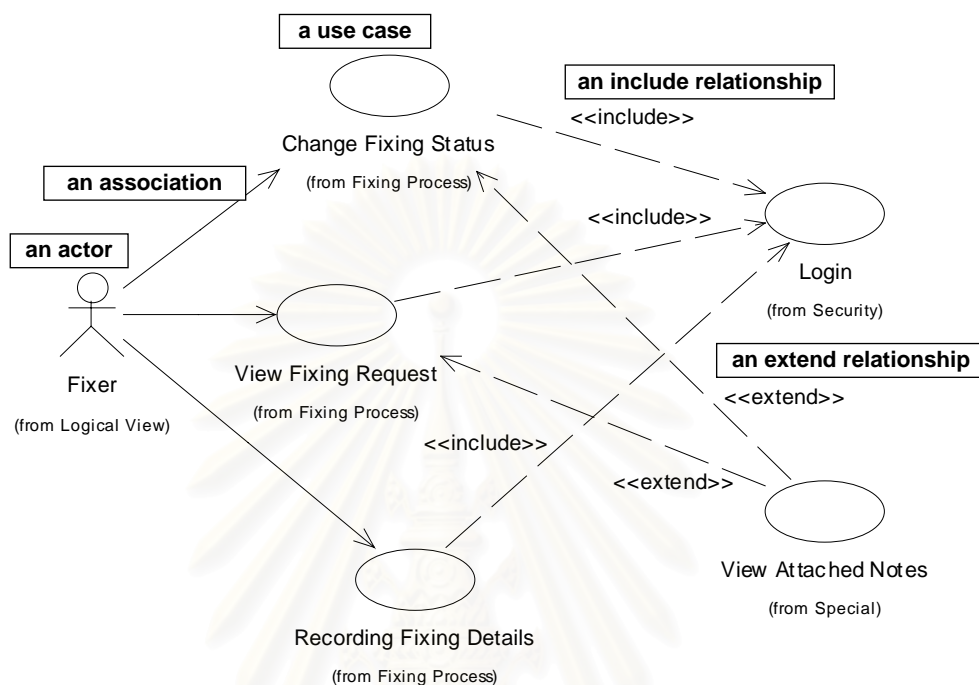 a use case
an include relationship
<<include>>
Change Fixing Status
(from Fixing Process)
an association
<<include>>
an actor
Login
(from Security)
Fixer
(from Logical View)
View Fixing Request
(from Fixing Process)
an extend relationship
<<extend>>
<<include>>
<<extend>>
View Attached Notes
(from Special)
Recording Fixing Details
(from Fixing Process)